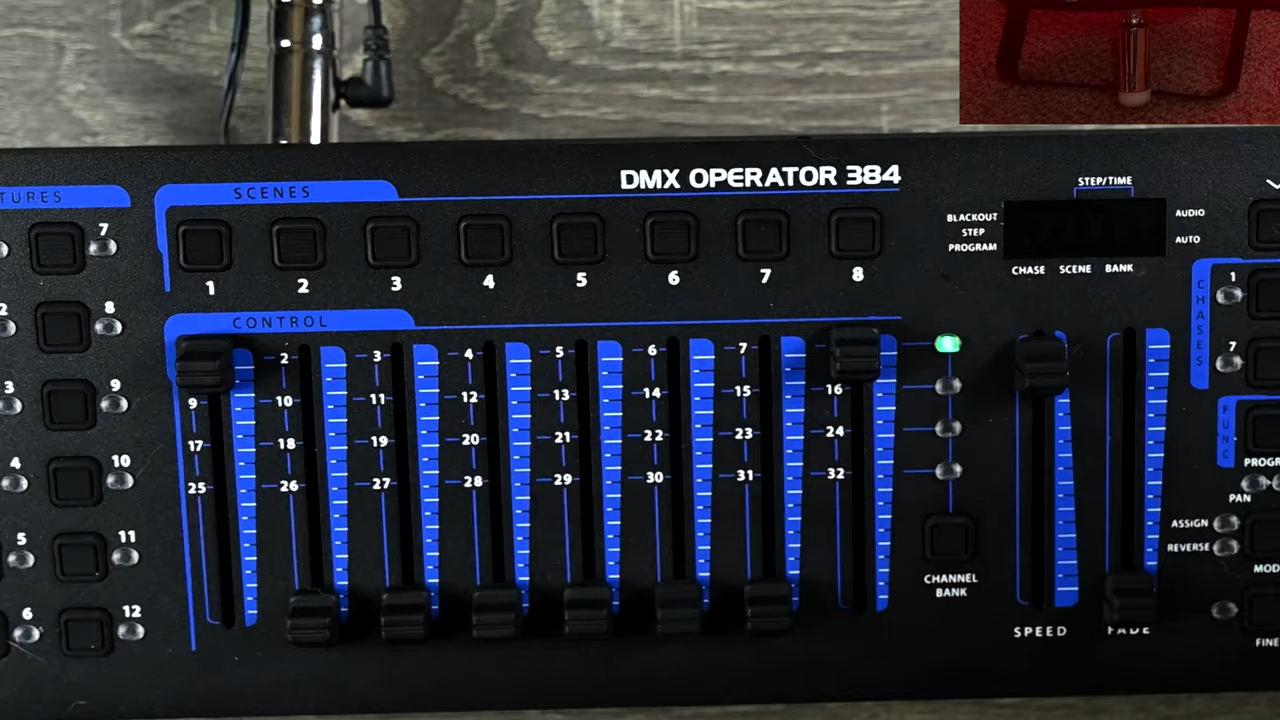 TURES
SCENES
DMX OPERATOR 384
7
8
9
10
11
12
2
3
4
5
6
1 2 3 4 5 6 7 8
CONTROL
2 3 4 5 6 7
9 10 11 12 13 14 15 16
17 18 19 20 21 22 23 24
25 26 27 28 29 30 31 32
CHANNEL
BANK
STEP/TIME
BLACKOUT
STEP
PROGRAM
AUDIO
AUTO
CHASE SCENE BANK
SPEED FADE
CHASES
1
7
FUNC
PROGR
PAN
ASSIGN
REVERSE
MOD
FINE